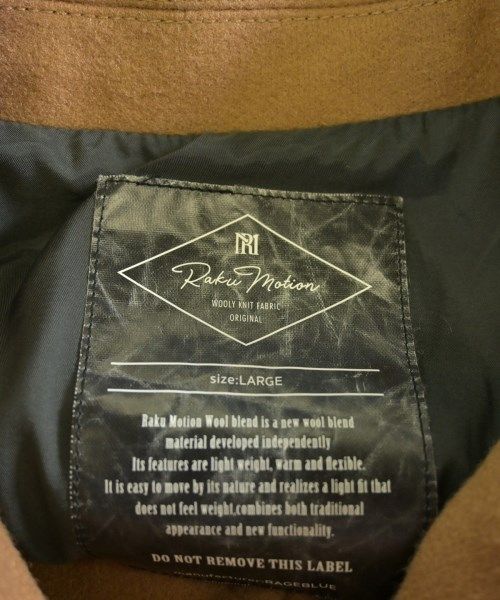 RM
Raku Motion
WOOLY KNIT FABRIC
ORIGINAL
size:LARGE
Raku Motion Wool blend is a new wool blend
material developed independently
Its features are light weight, warm and flexible.
It is easy to move by its nature and realizes a light fit that
does not feel weight,combines both traditional
appearance and new functionality.
DO NOT REMOVE THIS LABEL
manufacturer:RAGEBLUE